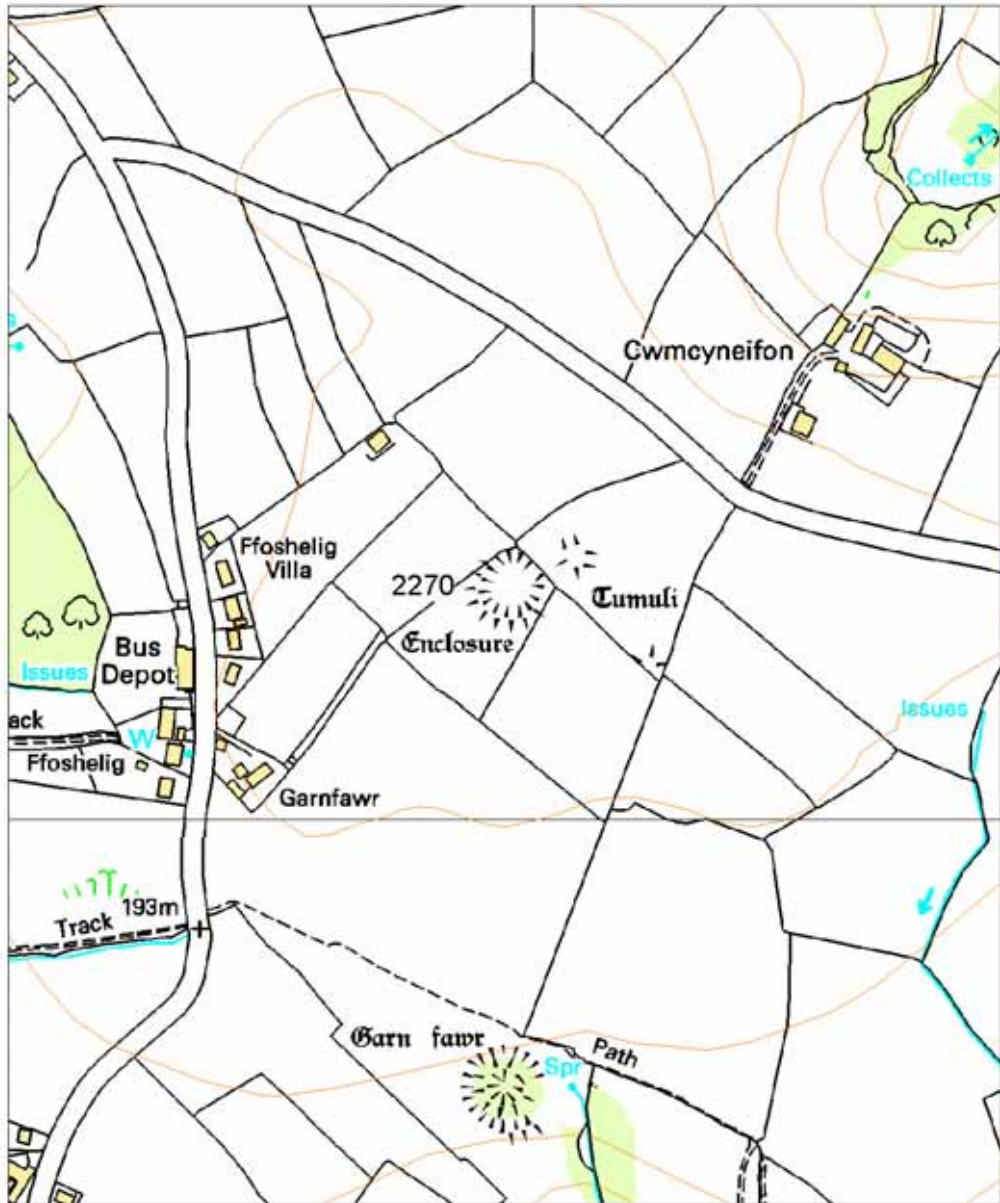 Collects
s
Cwmcyneifon
Ffoshelig
Villa
2270
Tumuli
Enclosure
Bus
Depot
Issues
Issues
ack
W
Ffoshelig
Garnfawr
193m
Track
Garn fawr
Path
Spr